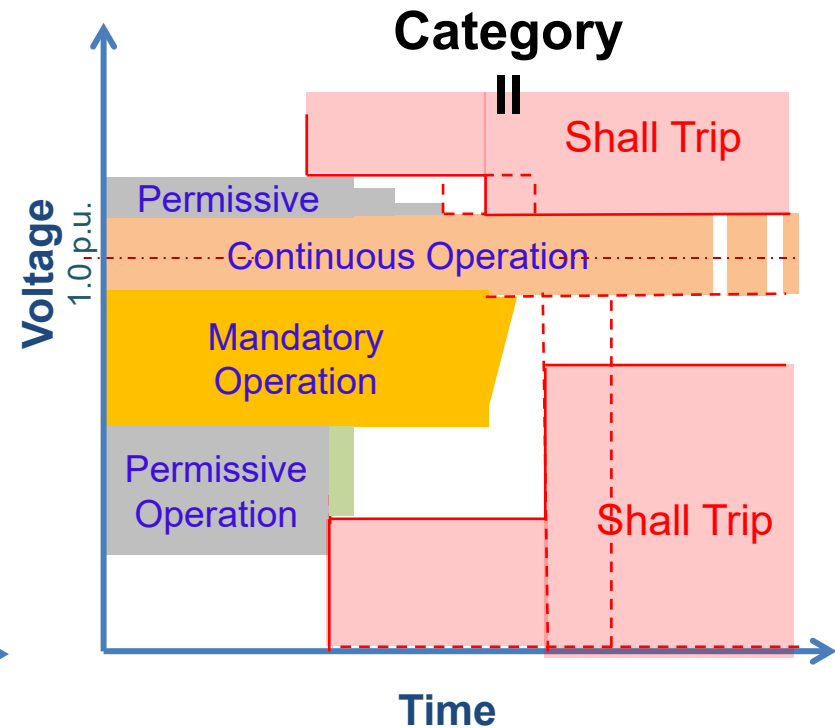 Category
II
Shall Trip
Permissive
Voltage
1.0 p.u.
Continuous Operation
Mandatory
Operation
Permissive
Operation
Shall Trip
Time